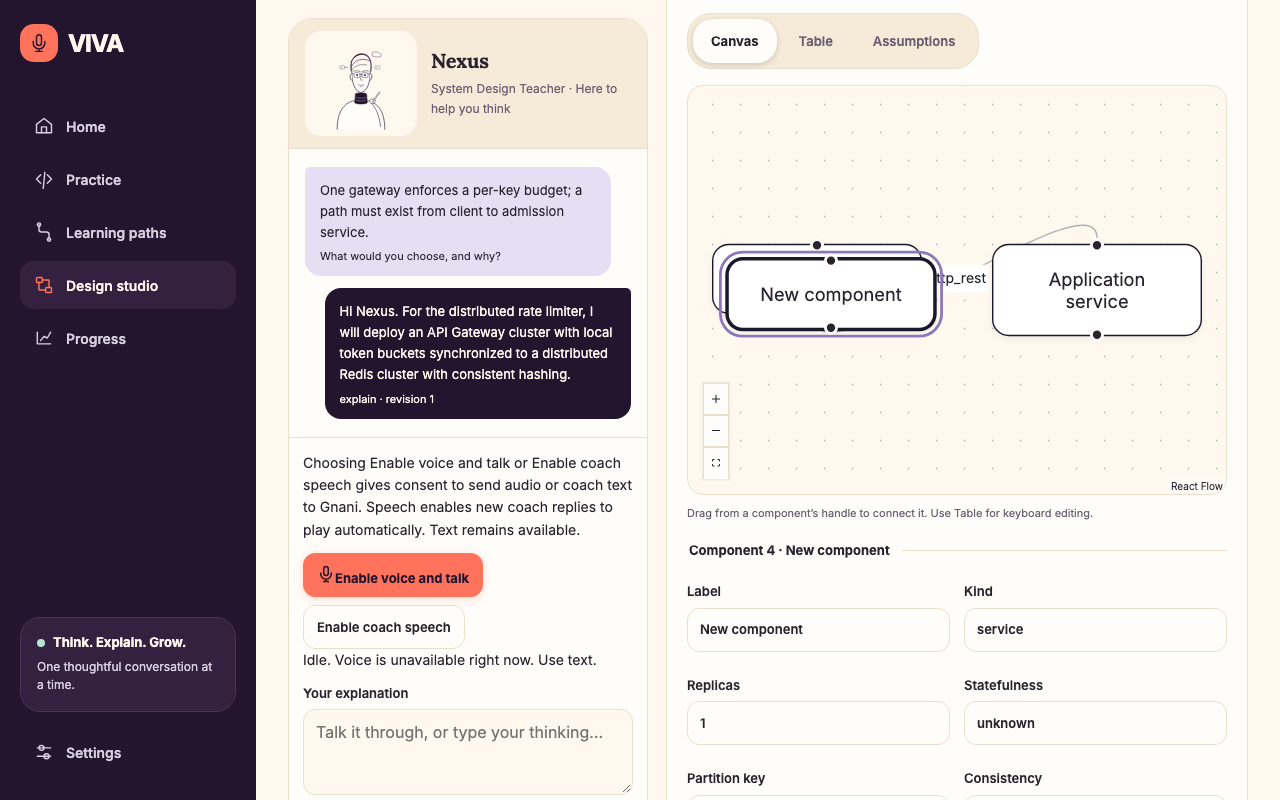 VIVA
Home
Practice
Learning paths
Design studio
Progress
Think. Explain. Grow.
One thoughtful conversation at
a time.
Settings
Nexus
System Design Teacher · Here to
help you think
One gateway enforces a per-key budget; a
path must exist from client to admission
service.
What would you choose, and why?
HI Nexus. For the distributed rate limiter, I
will deploy an API Gateway cluster with local
token buckets synchronized to a distributed
Redis cluster with consistent hashing.
explain · revision 1
Choosing Enable voice and talk or Enable coach
speech gives consent to send audio or coach text
to Gnani. Speech enables new coach replies to
play automatically. Text remains available.
Enable voice and talk
Enable coach speech
Idle. Voice is unavailable right now. Use text.
Your explanation
Talk it through, or type your thinking...
Canvas
Table
Assumptions
New component
tcp_rest
Application
service
React Flow
Drag from a component's handle to connect it. Use Table for keyboard editing.
Component 4 · New component
Label
Kind
New component
service
Replicas
Statefulness
1
unknown
Partition key
Consistency